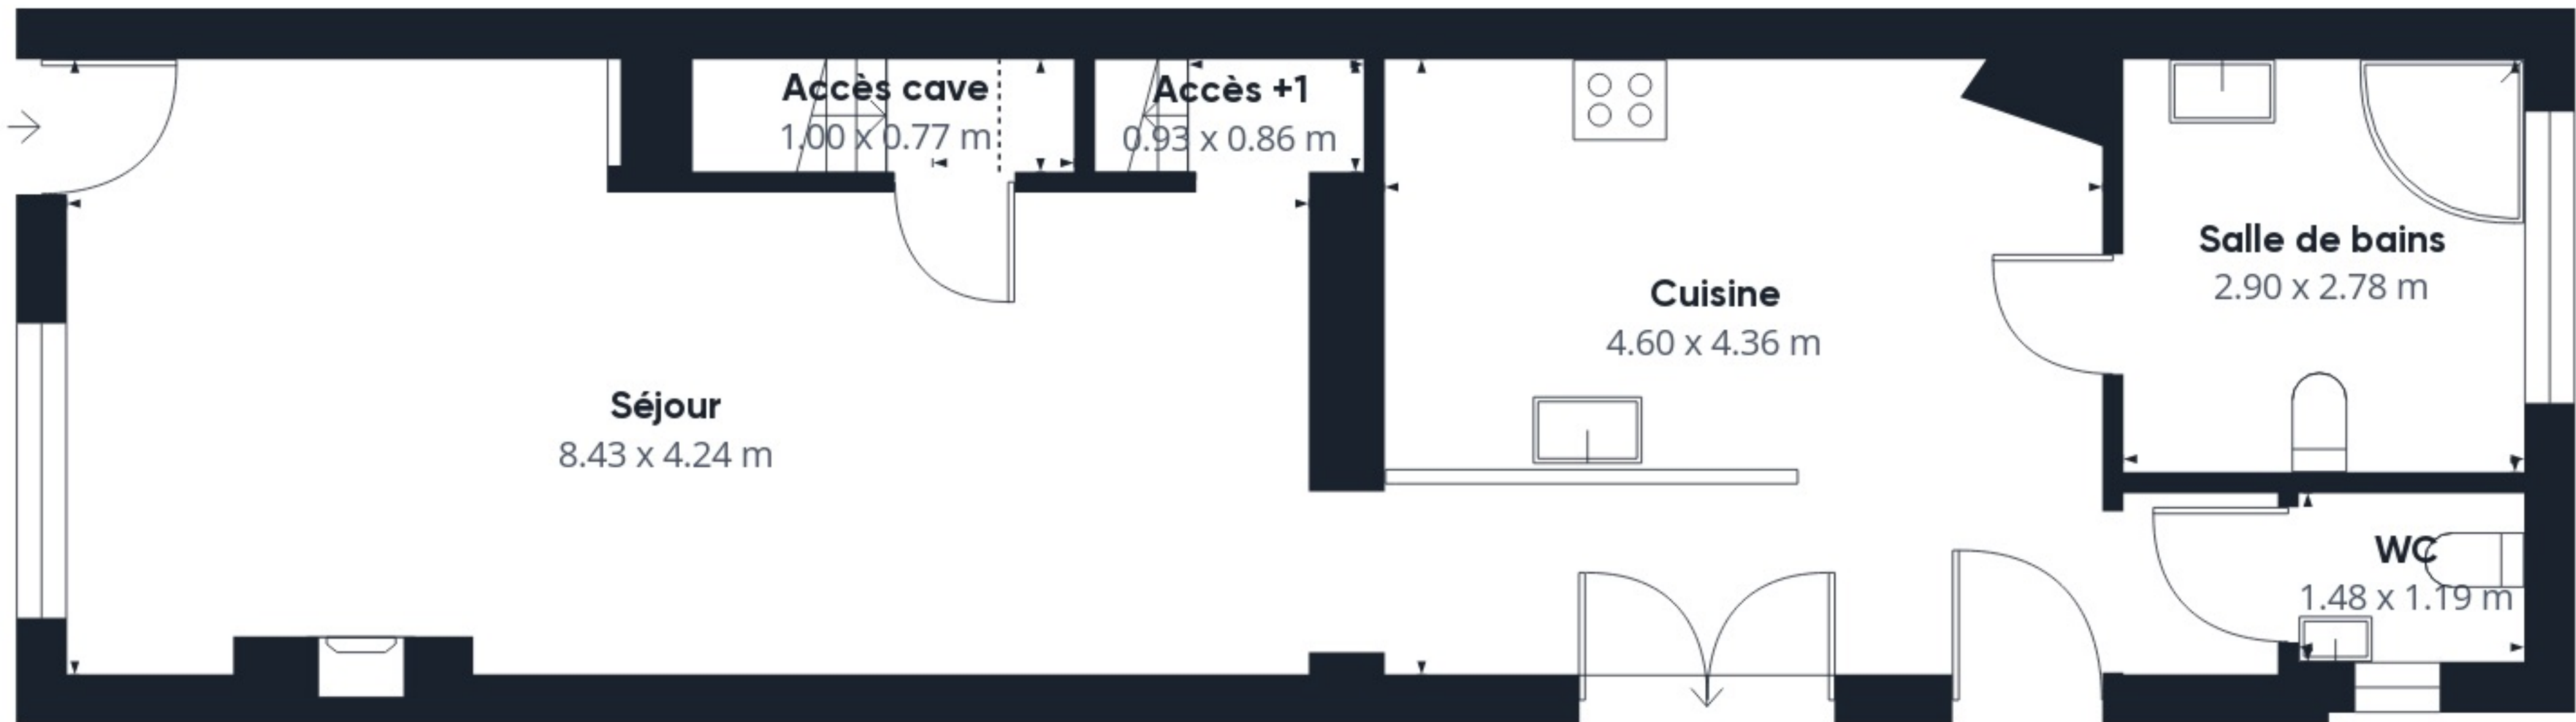 Accès cave
1.00 x 0.77 m
Accès +1
0.93 x 0.86 m
Salle de bains
2.90 x 2.78 m
Cuisine
4.60 x 4.36 m
Séjour
8.43 x 4.24 m
WC
1.48 x 1.19 m